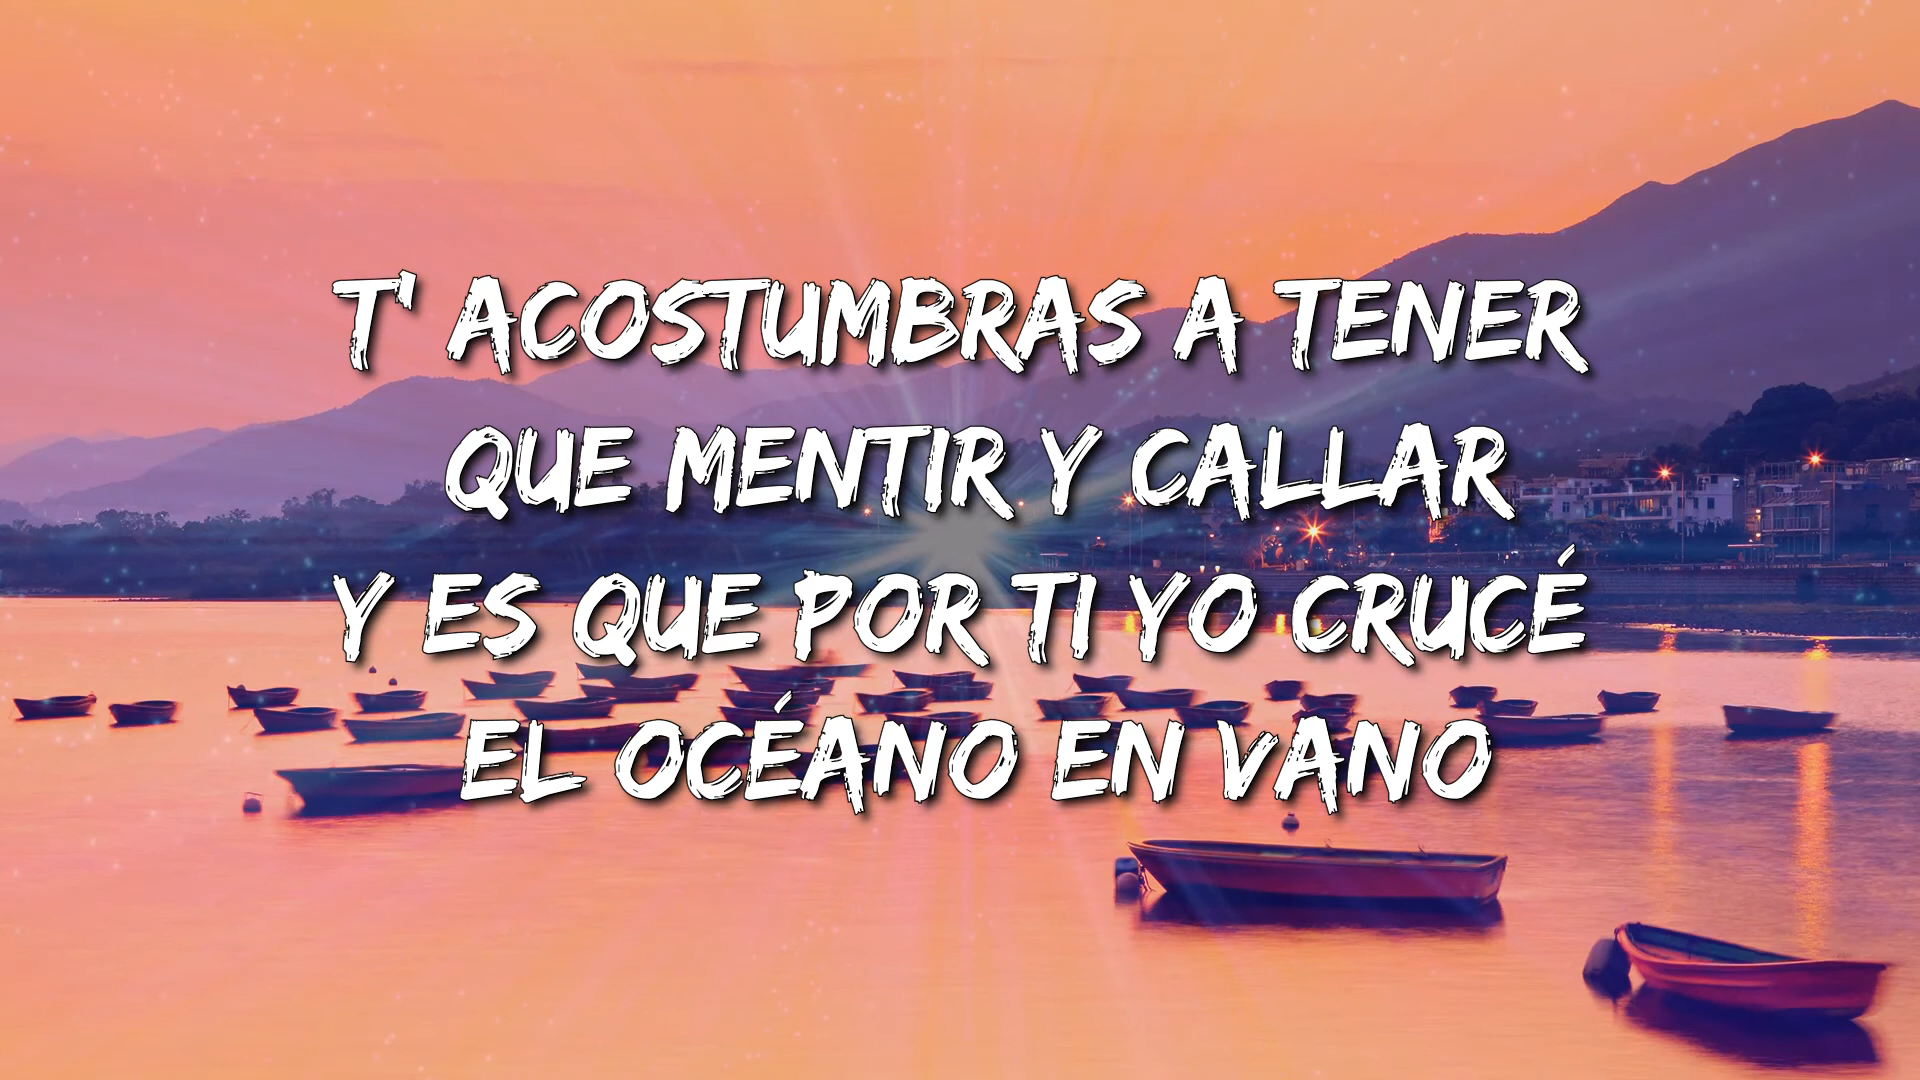 T' ACOSTUMBRAS A TENER
QUE MENTIR Y CALLAR
Y ES QUE POR TI YO CRUCÉ
EL OCÉANO EN VANO